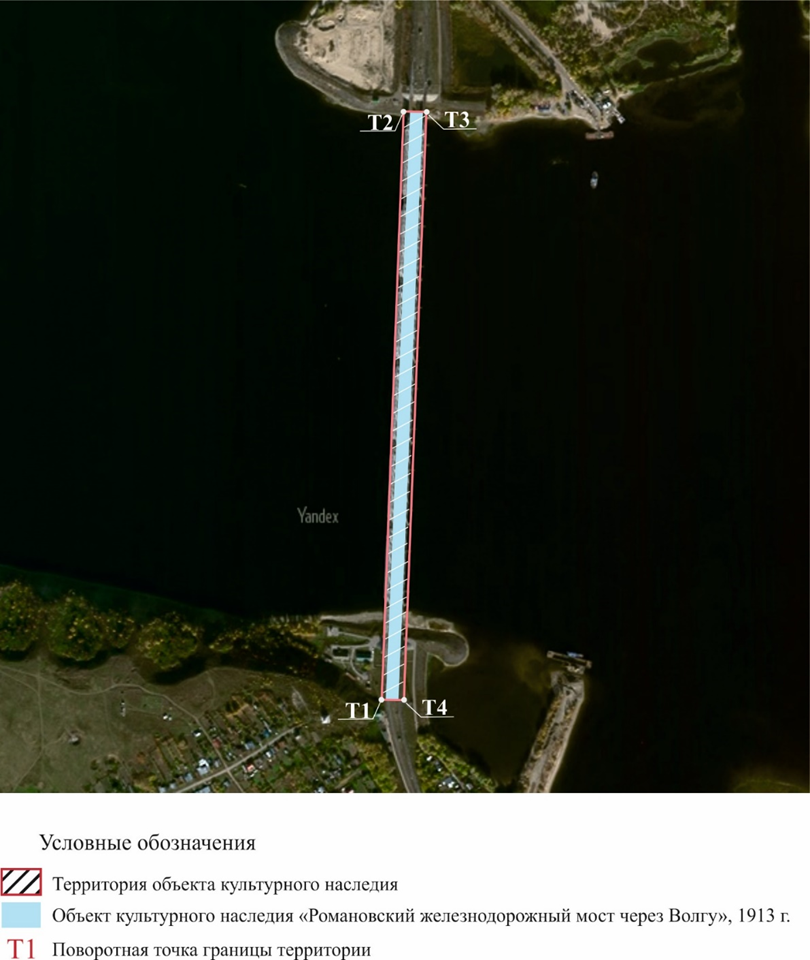 T2
T3
Yandex
T1
T4
Условные обозначения
Территория объекта культурного наследия
Объект культурного наследия «Романовский железнодорожный мост через Волгу», 1913 г.
T1 Поворотная точка границы территории